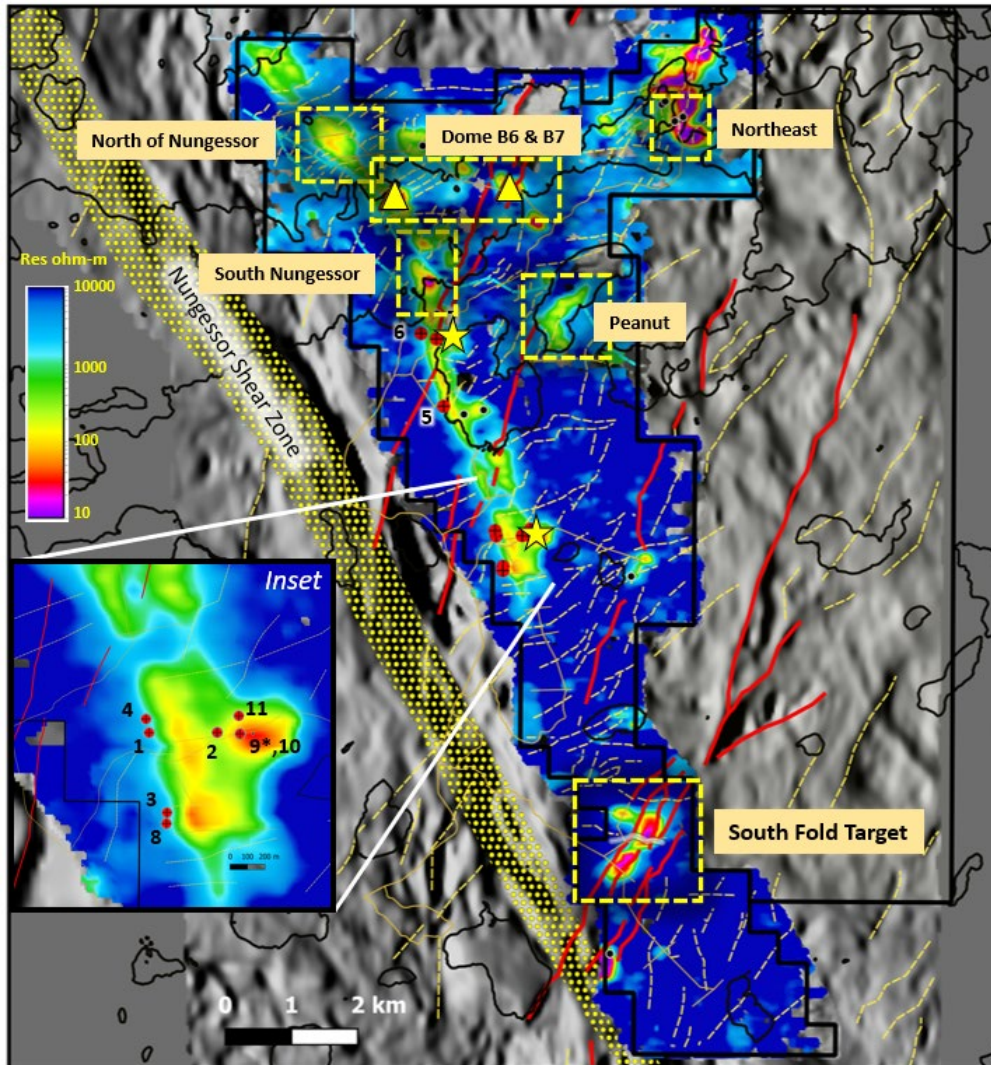 North of Nungessor
Dome B6 & B7
Northeast
South Nungessor
Peanut
Res ohm-m
10000
1000
100
10
Nungessor Shear Zone
6
5
Inset
4
11
1
2
9*,10
3
8
0 100 200 m
South Fold Target
0 1 2 km